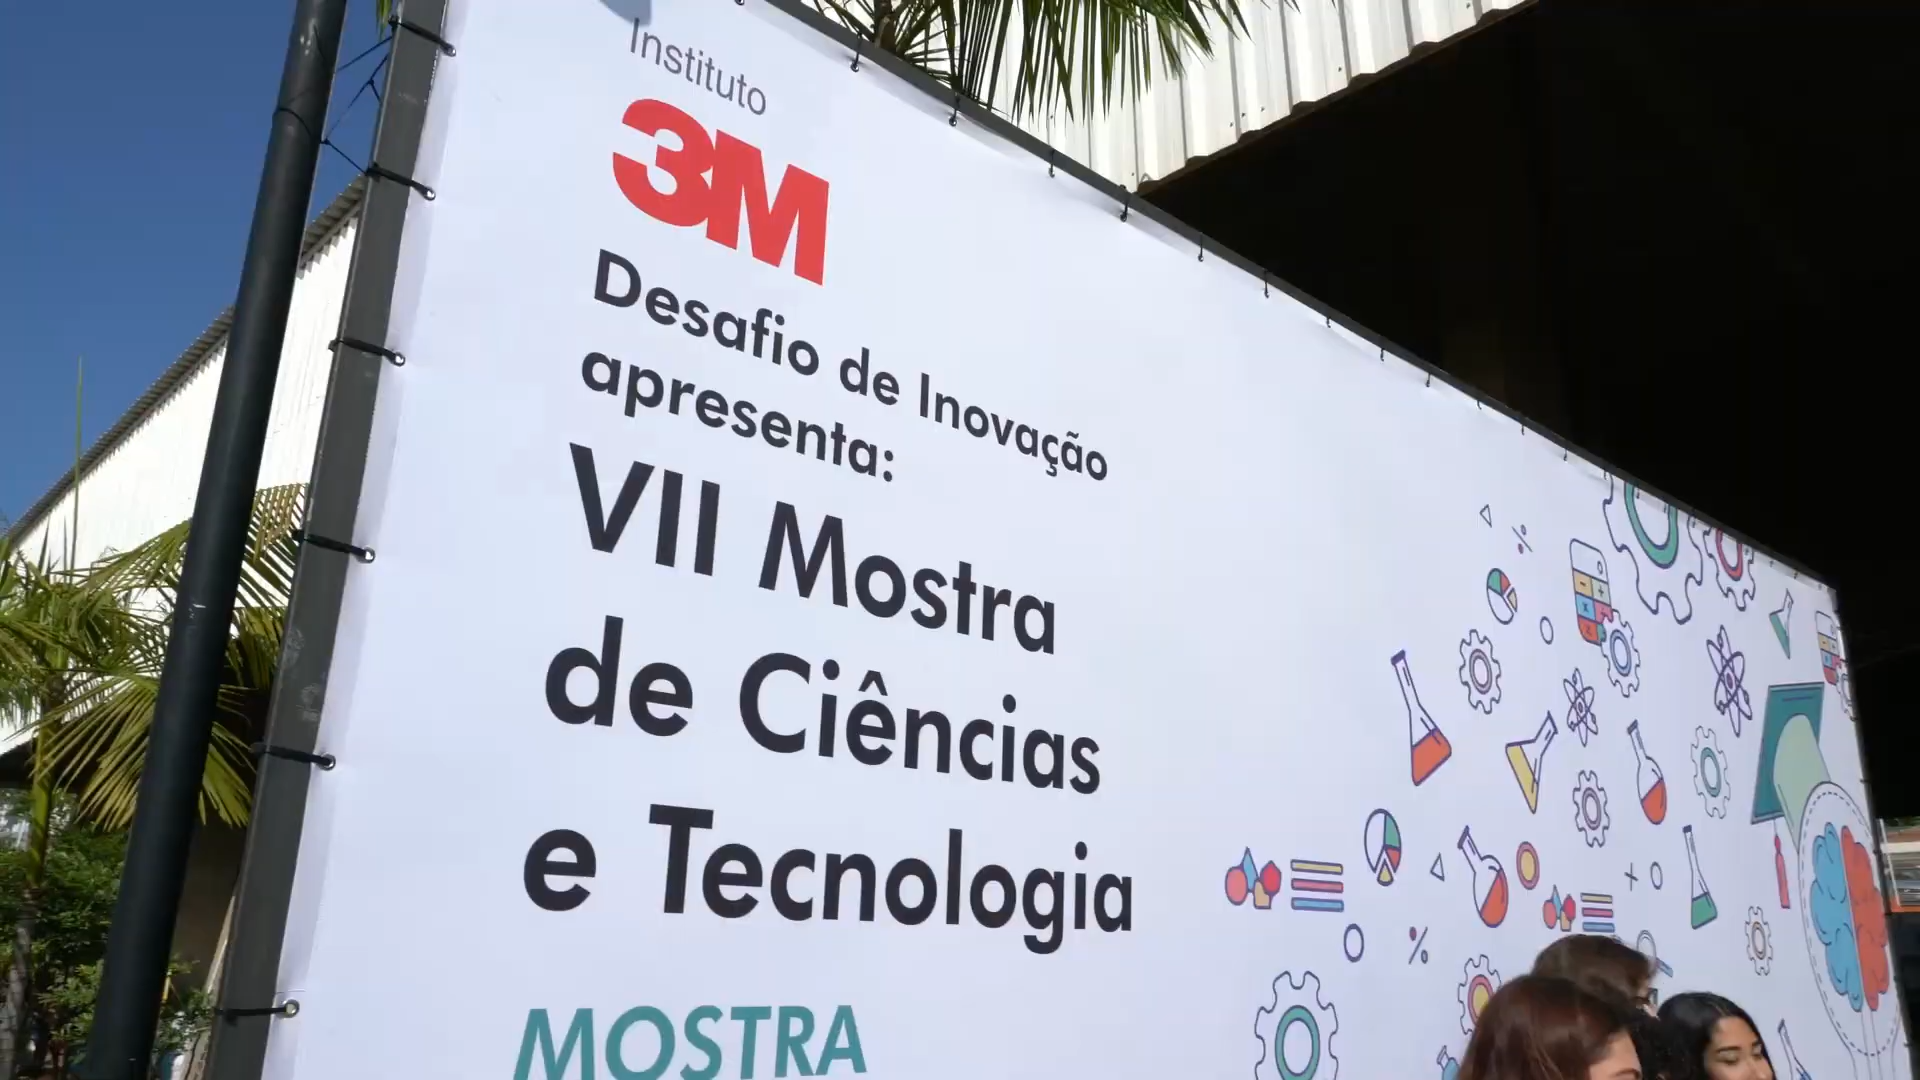 Instituto
3M
Desafio de Inovação
apresenta:
VII Mostra
de Ciências
e Tecnologia
MOSTRA